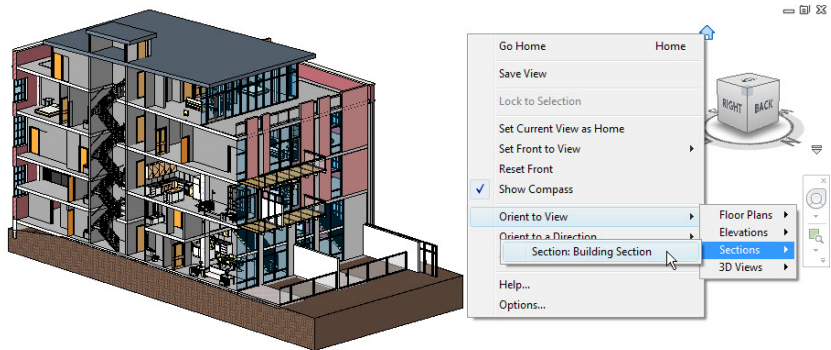 Go Home Home
Save View
Lock to Selection
Set Current View as Home
Set Front to View
Reset Front
Show Compass
Orient to View
Floor Plans
Elevations
Orient to a Direction
Sections
Section: Building Section
3D Views
Help...
Options...
RIGHT BACK